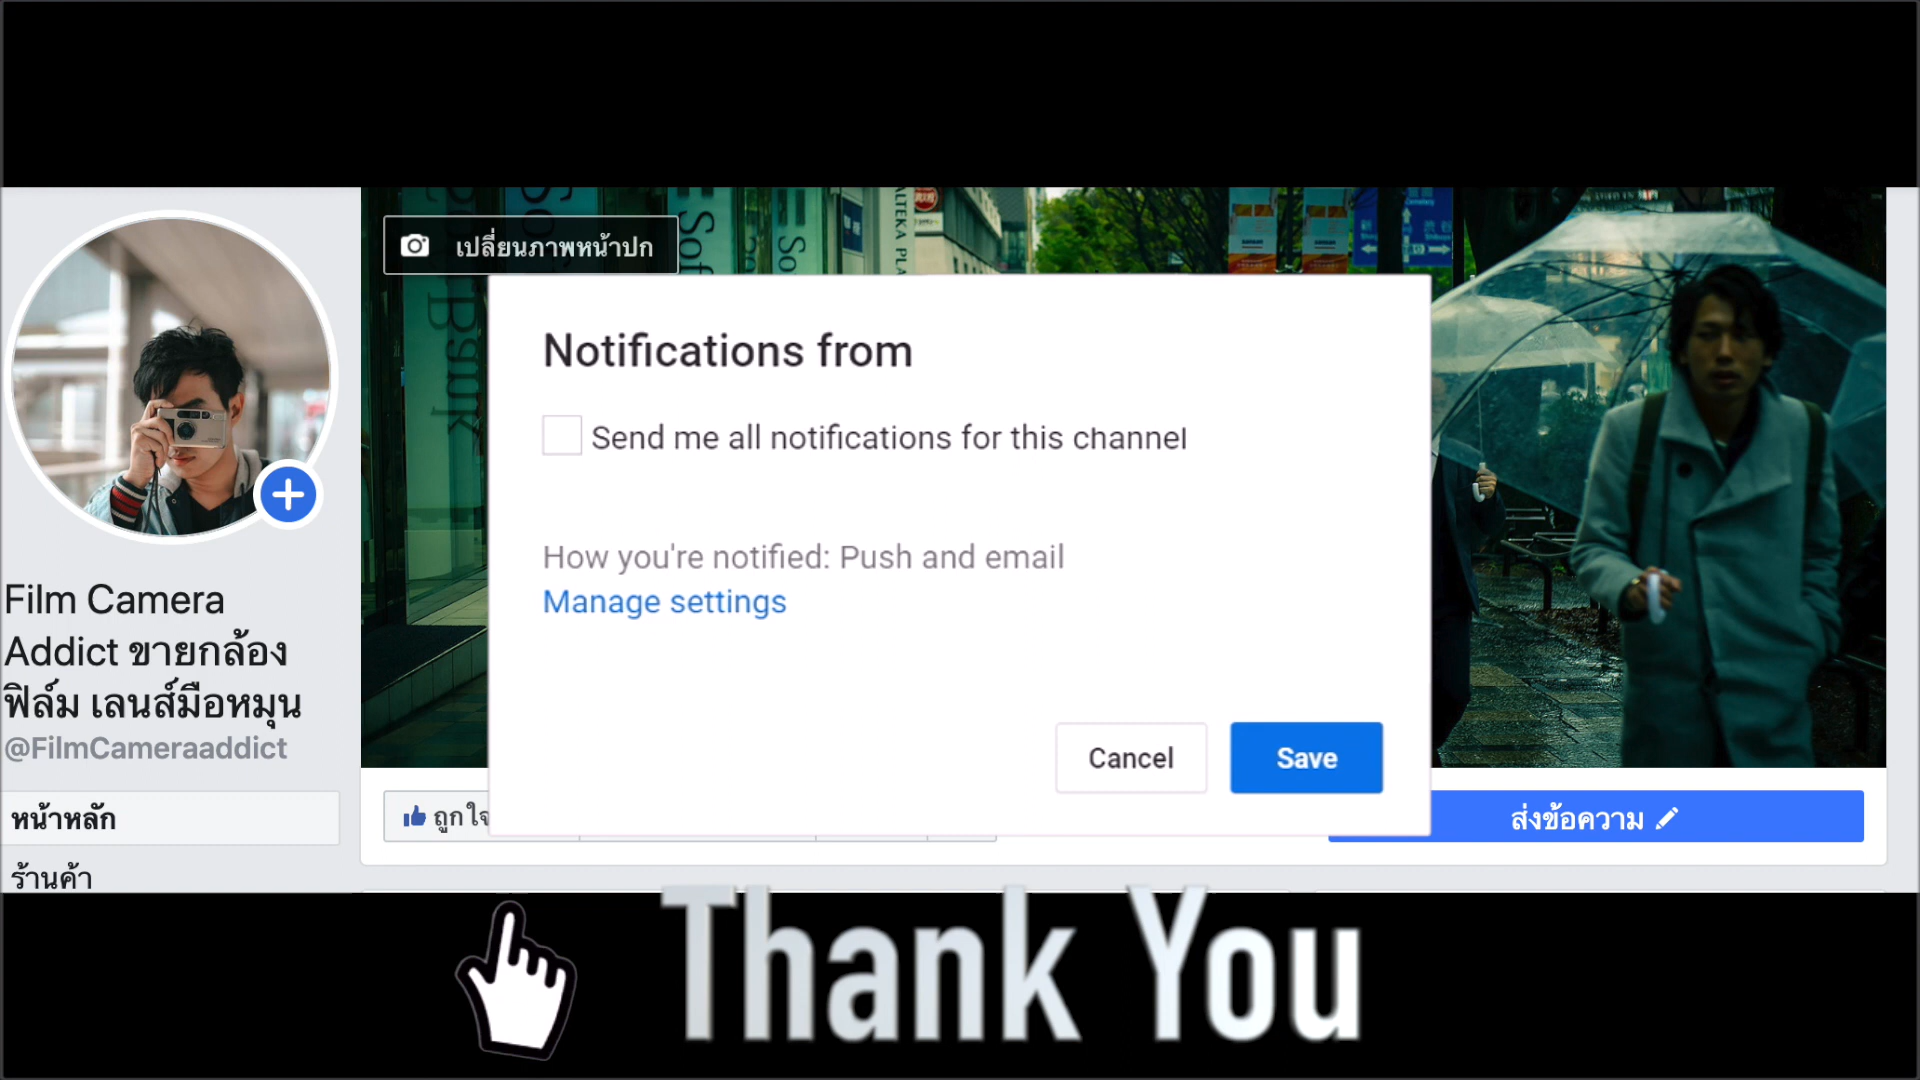 เปลี่ยนภาพหน้าปก
Notifications from
Send me all notifications for this channel
How you're notified: Push and email
Manage settings
Cancel
Save
Film Camera
Addict ขายกล้อง
ฟิล์ม เลนส์มือหมุน
@FilmCameraaddict
หน้าหลัก
ร้านค้า
ถูกใจ
ส่งข้อความ
Thank You